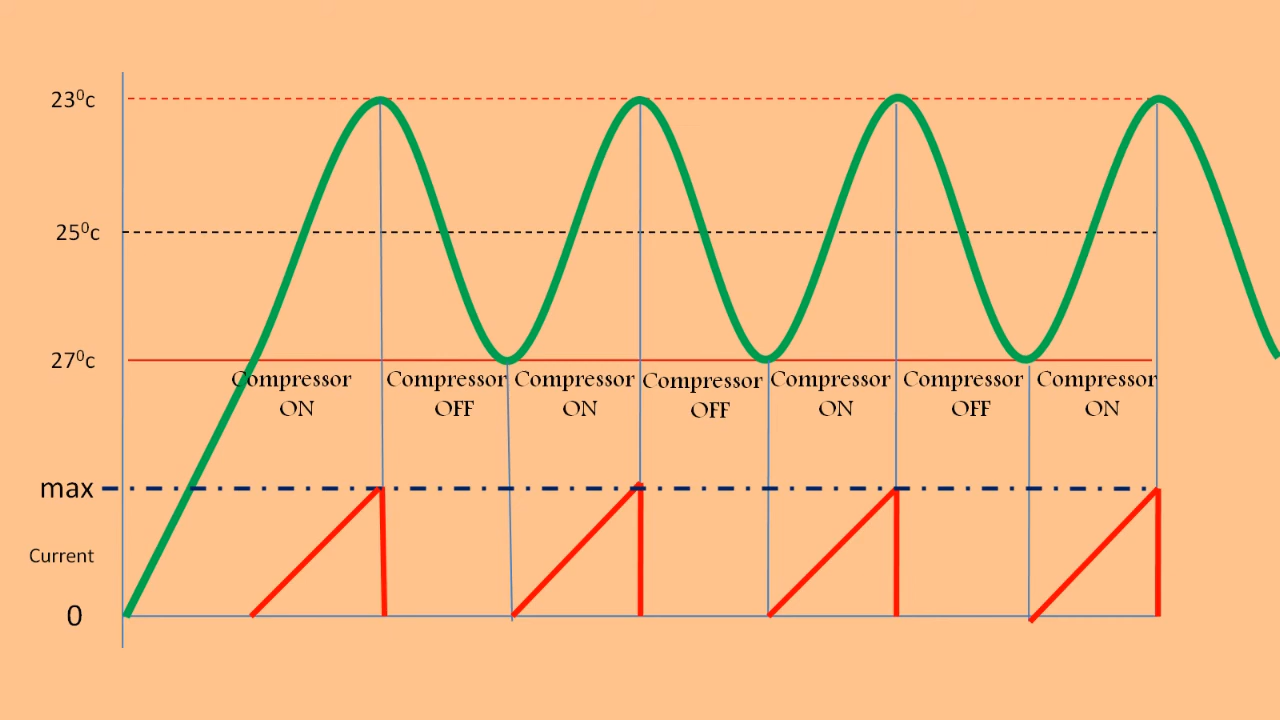 23⁰c
25⁰c
27⁰c
Compressor ON
Compressor OFF
Compressor ON
Compressor OFF
Compressor ON
Compressor OFF
Compressor ON
max
Current
0